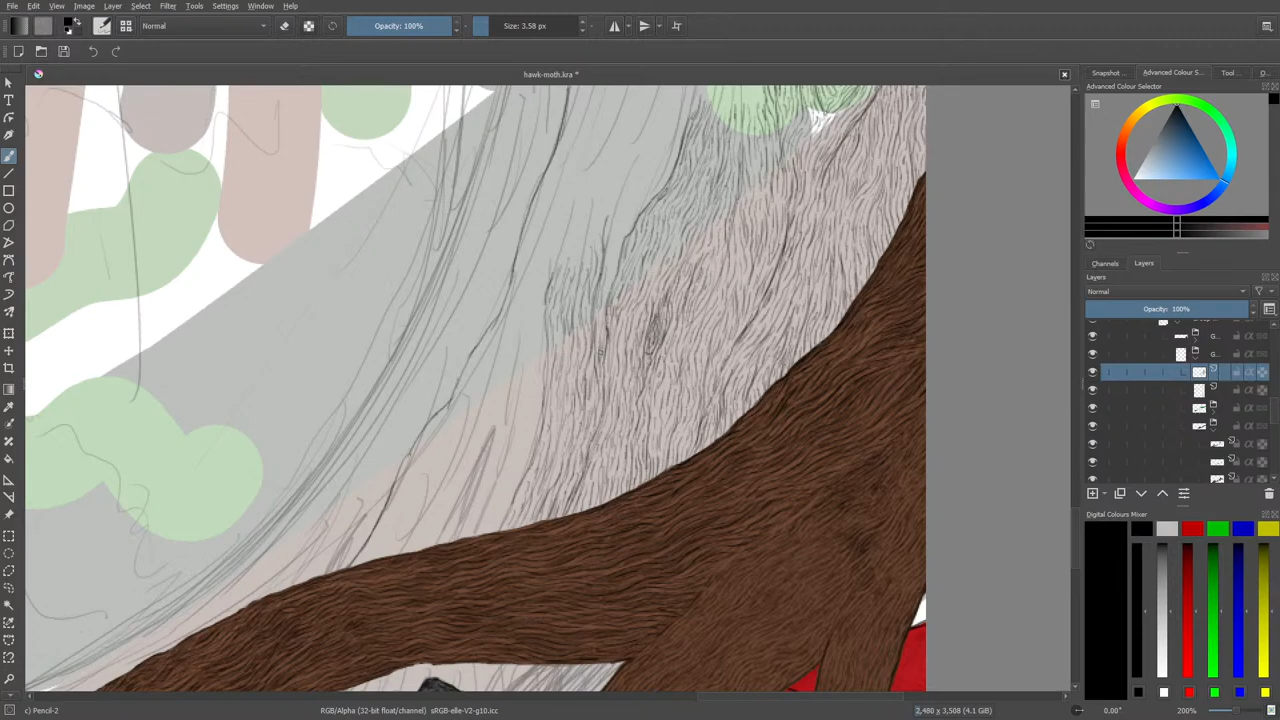 File Edit View Image Layer Select Filter Tools Settings Window Help
Normal
Opacity: 100%
Size: 3.58 px
hawk-moth.kra *
Snapshot ...
Advanced Colour S...
Tool ...
O...
Advanced Colour Selector
Channels
Layers
Layers
Normal
Opacity: 100%
G...
G...
Digital Colours Mixer
c) Pencil-2
RGB/Alpha (32-bit float/channel) sRGB-elle-V2-g10.icc
2,480 x 3,508 (4.1 GiB)
0.00°
200%